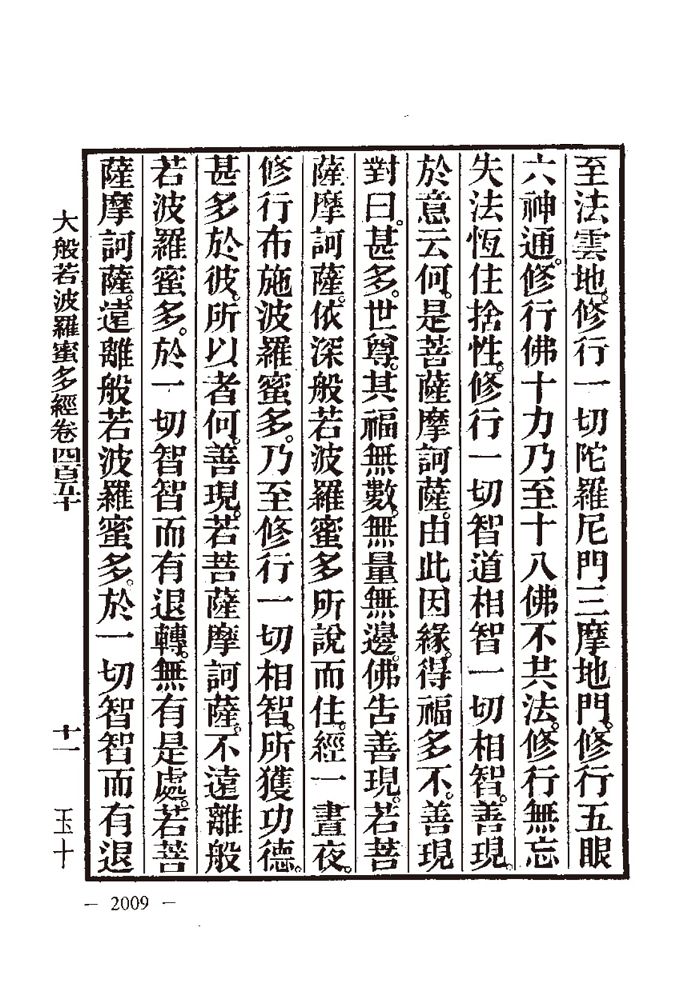 至法雲地。修行一切陀羅尼門三摩地門。修行五眼
六神通。修行佛十力乃至十八佛不共法。修行無忘
失法恆住捨性。修行一切智道相智一切相智。善現。
於意云何。是菩薩摩訶薩。由此因緣。得福多不。善現
對曰。甚多。世尊。其福無數。無量無邊。佛告善現。若菩
薩摩訶薩。依深般若波羅蜜多所說而住。經一晝夜。
修行布施波羅蜜多。乃至修行一切相智。所獲功德。
甚多於彼。所以者何。善現。若菩薩摩訶薩。不遠離般
若波羅蜜多。於一切智智而有退轉。無有是處。若菩
薩摩訶薩。遠離般若波羅蜜多。於一切智智而有退
大般若波羅蜜多經卷四百五十 十一 玉十
— 2009 —